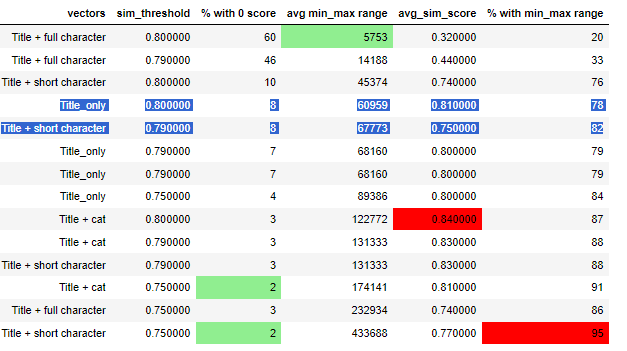 vectors sim_threshold % with 0 score avg min_max range avg_sim_score % with min_max range
Title + full character 0.800000 60 5753 0.320000 20
Title + full character 0.790000 46 14188 0.440000 33
Title + short character 0.800000 10 45374 0.740000 76
Title_only 0.800000 8 60959 0.810000 78
Title + short character 0.790000 8 67773 0.750000 82
Title_only 0.790000 7 68160 0.800000 79
Title_only 0.790000 7 68160 0.800000 79
Title_only 0.750000 4 89386 0.800000 84
Title + cat 0.800000 3 122772 0.840000 87
Title + cat 0.790000 3 131333 0.830000 88
Title + short character 0.790000 3 131333 0.830000 88
Title + cat 0.750000 2 174141 0.810000 91
Title + full character 0.750000 3 232934 0.740000 86
Title + short character 0.750000 2 433688 0.770000 95